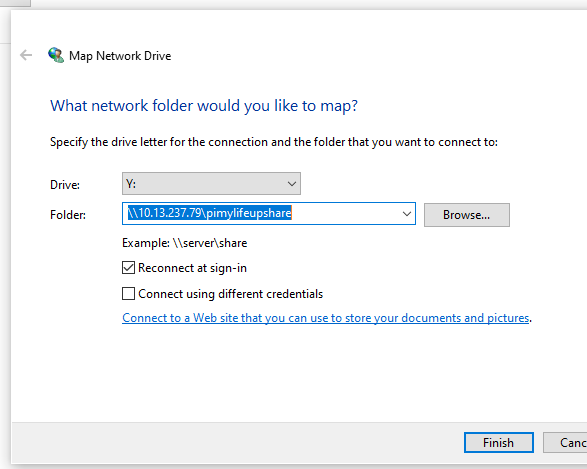 Map Network Drive
What network folder would you like to map?
Specify the drive letter for the connection and the folder that you want to connect to:
Drive: Y:
Folder: \\10.13.237.79\pimylifeupshare Browse...
Example: \\server\share
Reconnect at sign-in
Connect using different credentials
Connect to a Web site that you can use to store your documents and pictures.
Finish Canc